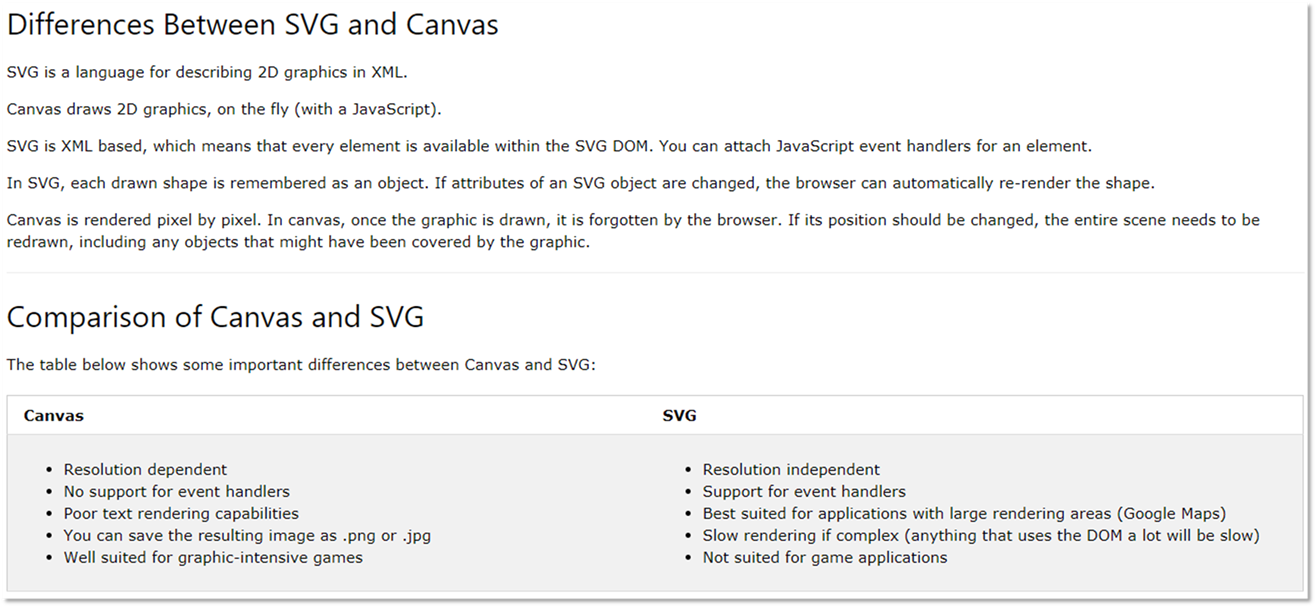 Differences Between SVG and Canvas
SVG is a language for describing 2D graphics in XML.
Canvas draws 2D graphics, on the fly (with a JavaScript).
SVG is XML based, which means that every element is available within the SVG DOM. You can attach JavaScript event handlers for an element.
In SVG, each drawn shape is remembered as an object. If attributes of an SVG object are changed, the browser can automatically re-render the shape.
Canvas is rendered pixel by pixel. In canvas, once the graphic is drawn, it is forgotten by the browser. If its position should be changed, the entire scene needs to be
redrawn, including any objects that might have been covered by the graphic.
Comparison of Canvas and SVG
The table below shows some important differences between Canvas and SVG:
Canvas
• Resolution dependent
• No support for event handlers
• Poor text rendering capabilities
• You can save the resulting image as .png or .jpg
• Well suited for graphic-intensive games
SVG
• Resolution independent
• Support for event handlers
• Best suited for applications with large rendering areas (Google Maps)
• Slow rendering if complex (anything that uses the DOM a lot will be slow)
• Not suited for game applications